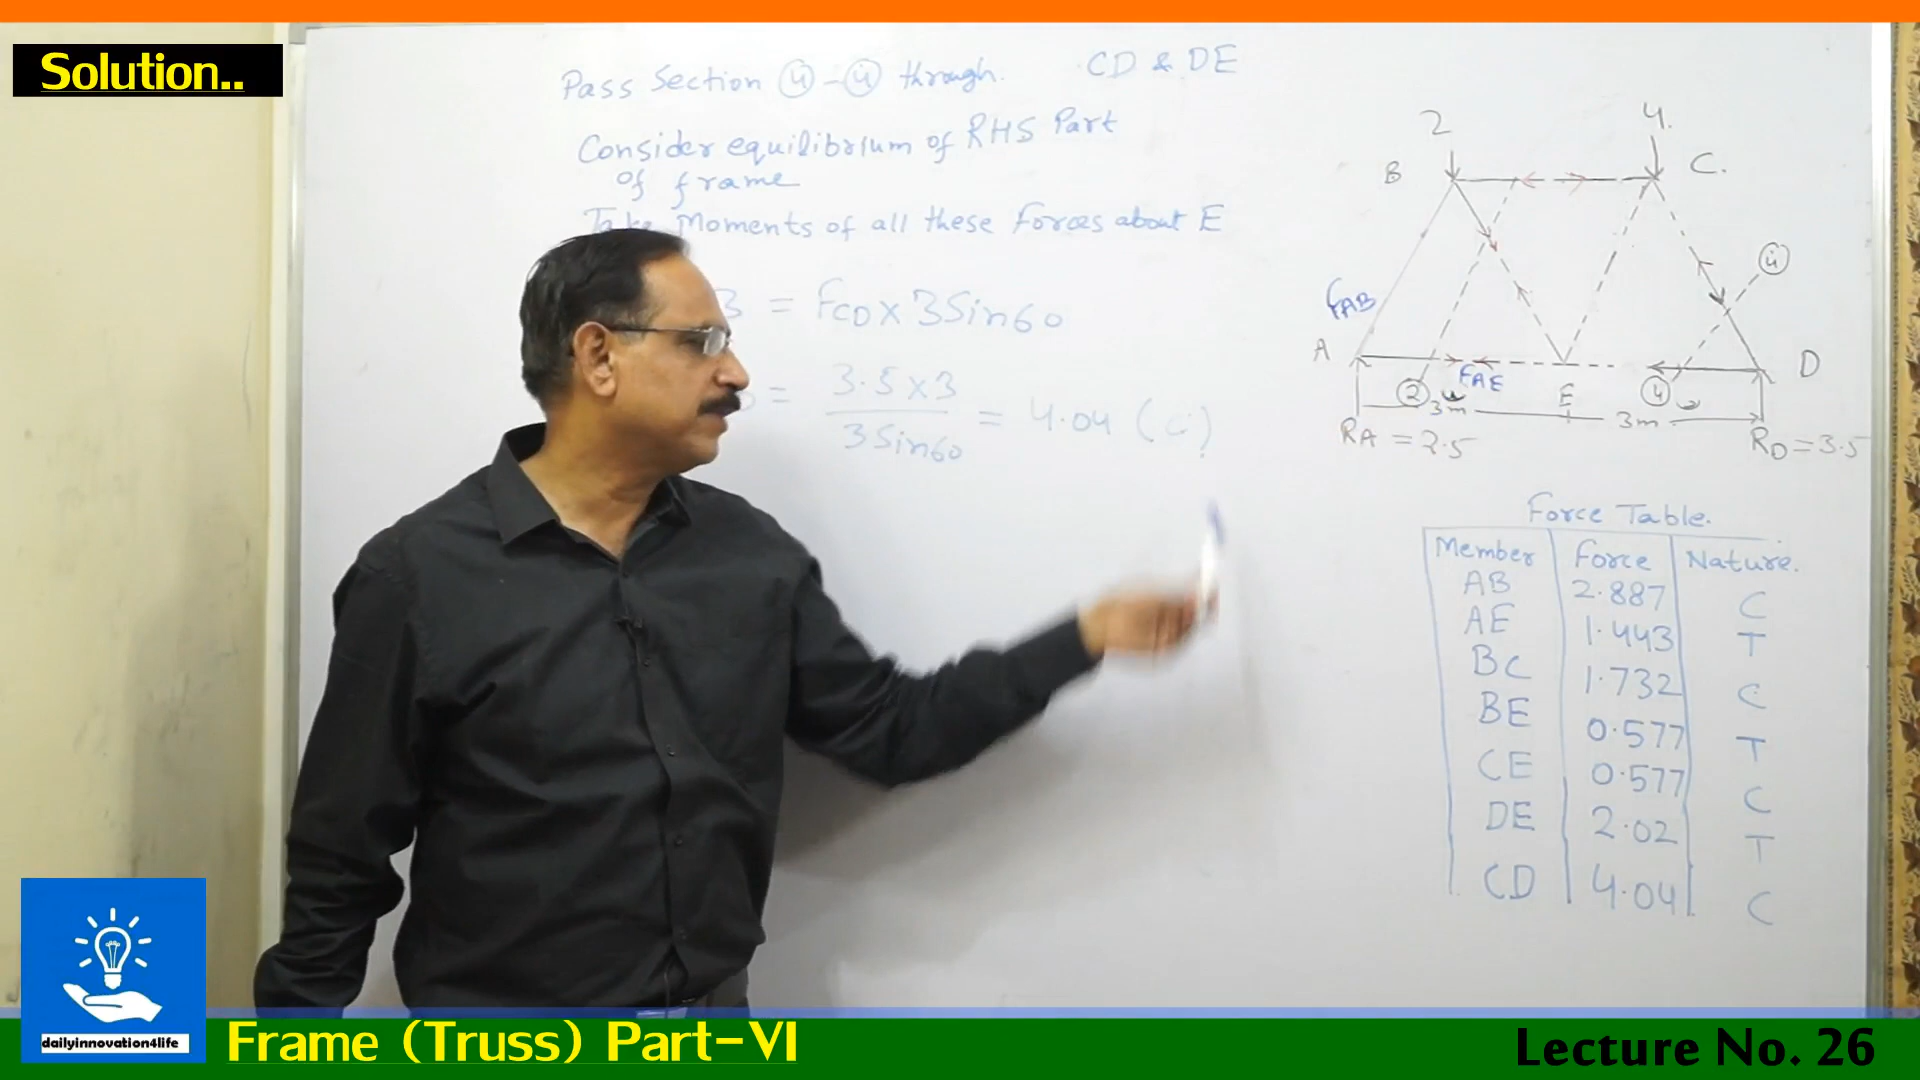 Solution..
Pass Section ④-④ through. CD & DE
Consider equilibrium of RHS Part
of frame
Take Moments of all these Forces about E
3 = FCD x 3Sin60
= 3.5x3 / 3Sin60 = 4.04 (C)
2
4.
B
C.
④
FAB
A
D
FAE
②
E
④
3m
3m
RA = 2.5
RD = 3.5
Force Table.
Member Force Nature.
AB 2.887 C
AE 1.443 T
BC 1.732 C
BE 0.577 T
CE 0.577 C
DE 2.02 T
CD 4.04 C
dailyinnovation4life
Frame (Truss) Part-VI
Lecture No. 26